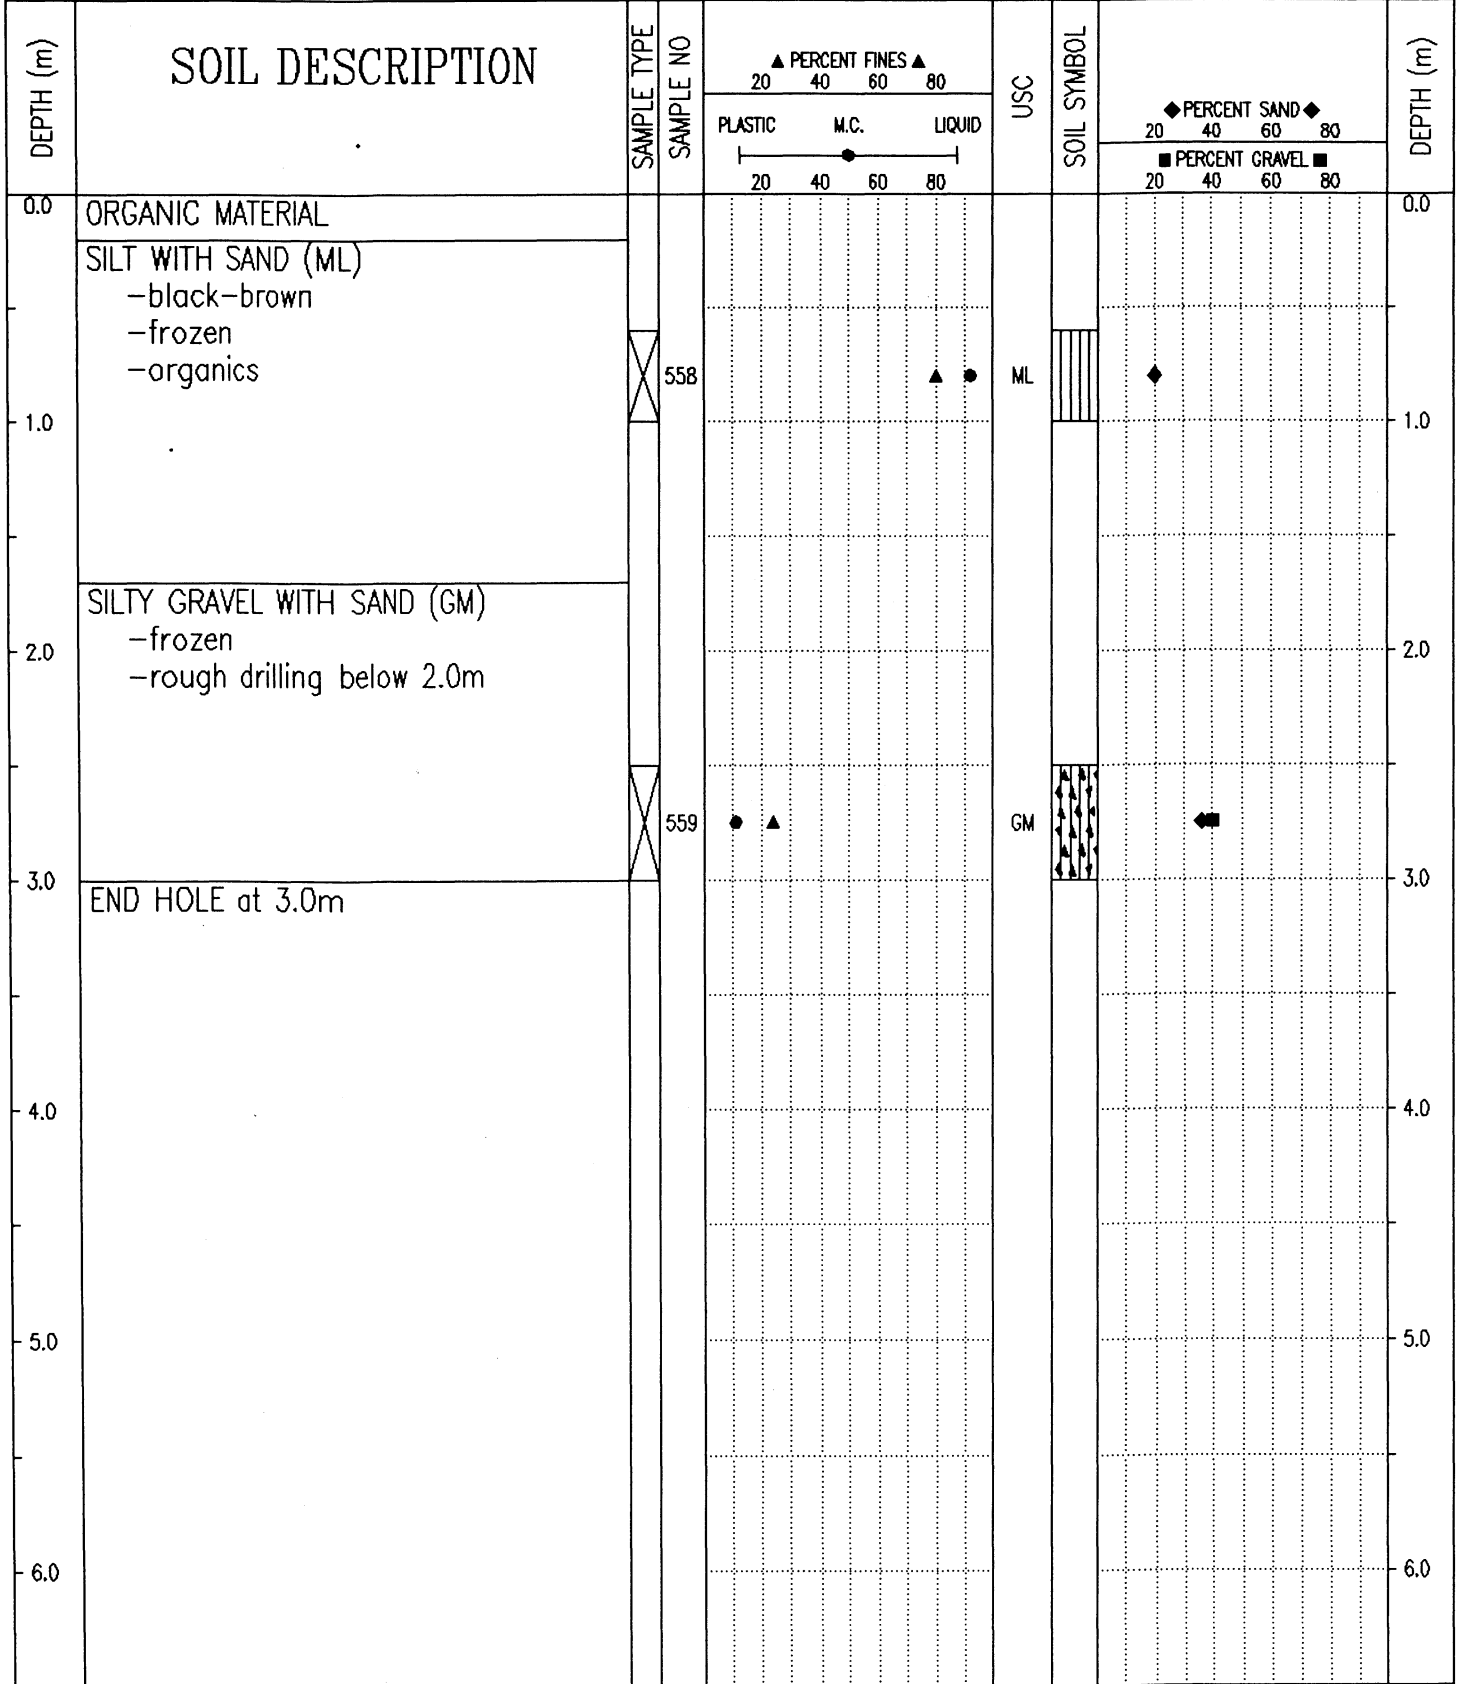 DEPTH (m)
SOIL DESCRIPTION
SAMPLE TYPE
SAMPLE NO
▲ PERCENT FINES ▲
20 40 60 80
PLASTIC M.C. LIQUID
20 40 60 80
USC
SOIL SYMBOL
◆ PERCENT SAND ◆
20 40 60 80
■ PERCENT GRAVEL ■
20 40 60 80
DEPTH (m)
0.0 ORGANIC MATERIAL 0.0
SILT WITH SAND (ML)
-black-brown
-frozen
-organics 558 ML
1.0 1.0
SILTY GRAVEL WITH SAND (GM)
-frozen
2.0 2.0
-rough drilling below 2.0m
559 GM
3.0 3.0
END HOLE at 3.0m
4.0 4.0
5.0 5.0
6.0 6.0